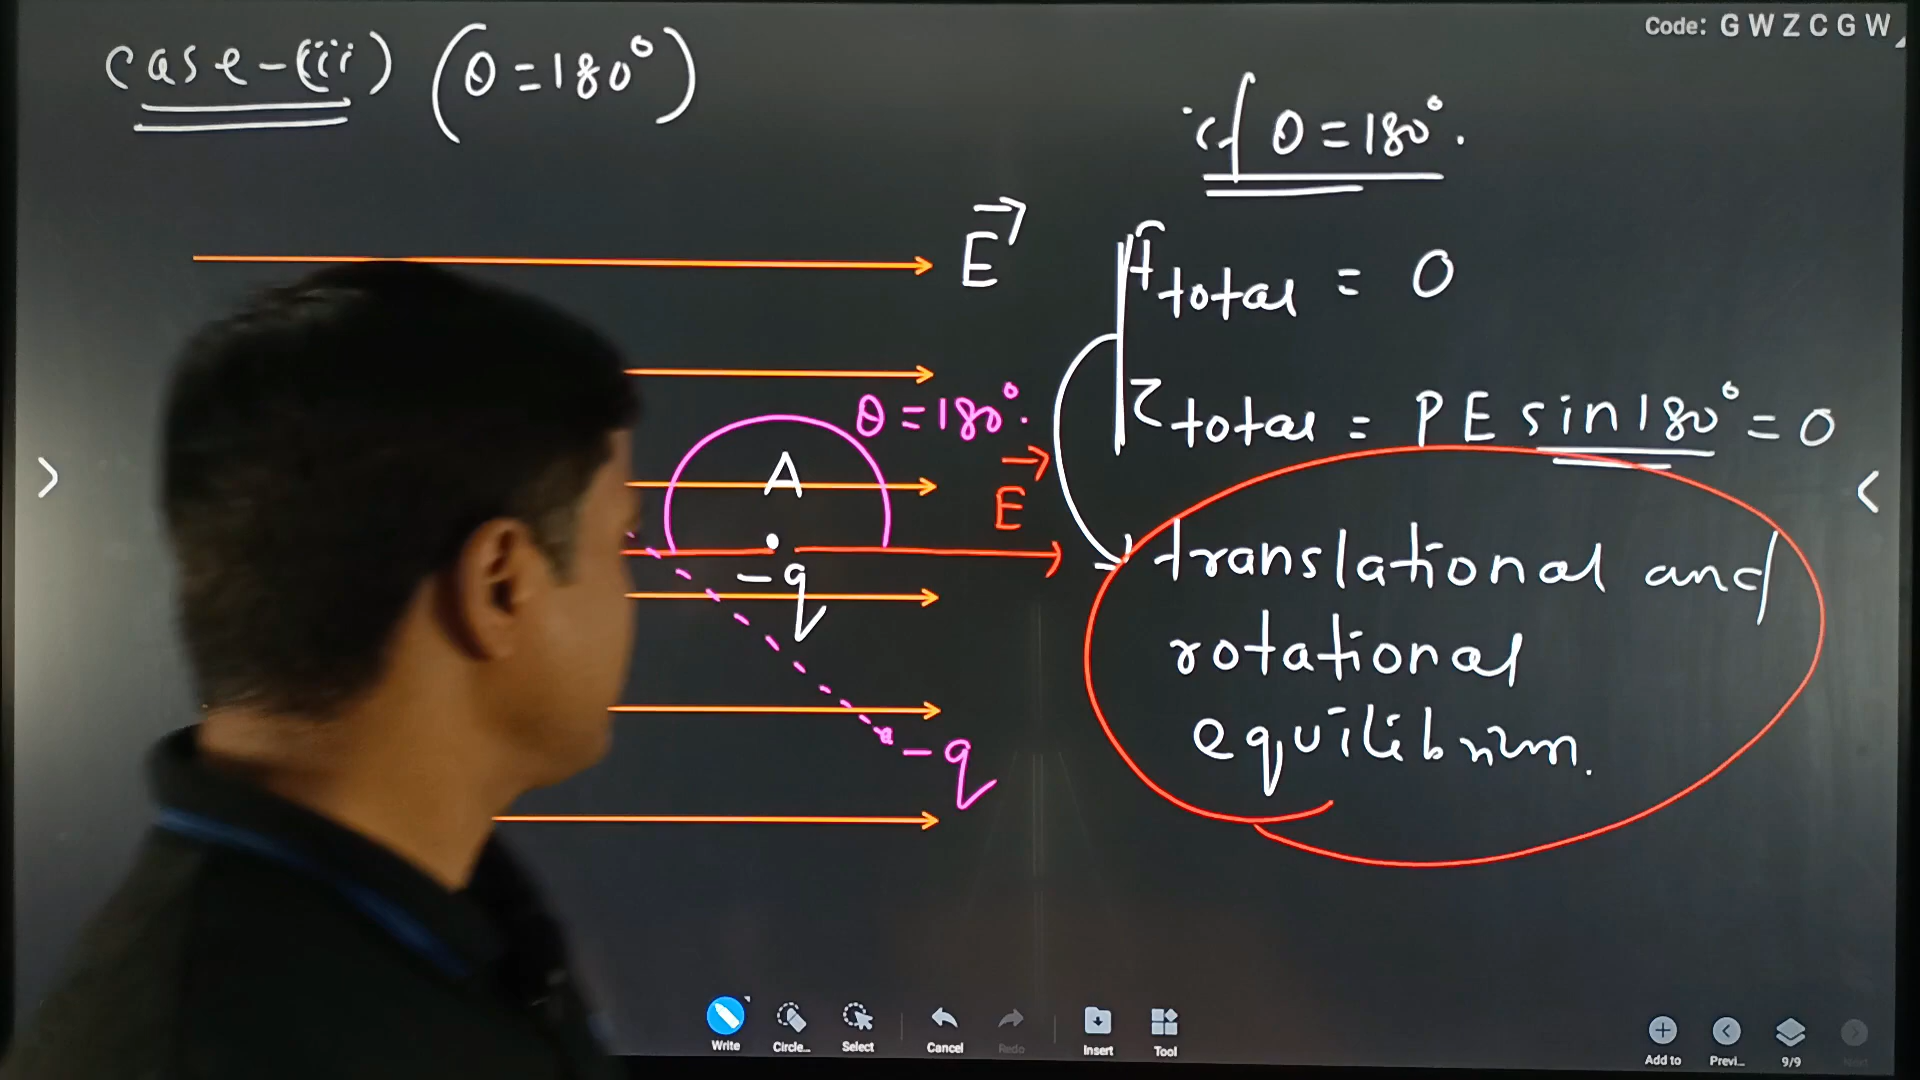 Code: GWZCGW
Case-(iii) (θ=180°)
if θ=180°.
E
F total = 0
τ total = PE sin180° = 0
θ=180°.
A
E
-q
-q
translational and
rotational
equilibrium.
Write Circle... Select Cancel Redo Insert Tool
Add to Previ... 9/9